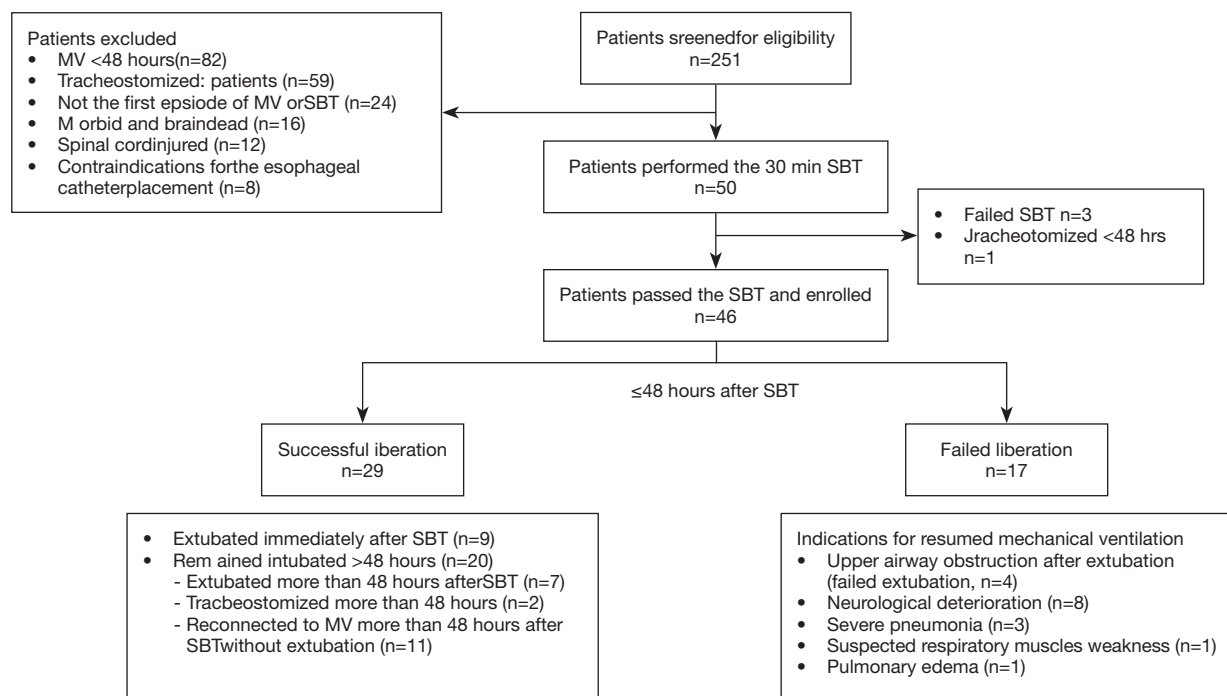 Patients sreenedfor eligibility
n=251
Patients excluded
• MV <48 hours(n=82)
• Tracheostomized: patients (n=59)
• Not the first epsiode of MV orSBT (n=24)
• M orbid and braindead (n=16)
• Spinal cordinjured (n=12)
• Contraindications forthe esophageal
catheterplacement (n=8)
Patients performed the 30 min SBT
n=50
• Failed SBT n=3
• Jracheotomized <48 hrs
n=1
Patients passed the SBT and enrolled
n=46
≤48 hours after SBT
Successful iberation
n=29
Failed liberation
n=17
• Extubated immediately after SBT (n=9)
• Rem ained intubated >48 hours (n=20)
- Extubated more than 48 hours afterSBT (n=7)
- Tracbeostomized more than 48 hours (n=2)
- Reconnected to MV more than 48 hours after
SBTwithout extubation (n=11)
Indications for resumed mechanical ventilation
• Upper airway obstruction after extubation
(failed extubation, n=4)
• Neurological deterioration (n=8)
• Severe pneumonia (n=3)
• Suspected respiratory muscles weakness (n=1)
• Pulmonary edema (n=1)